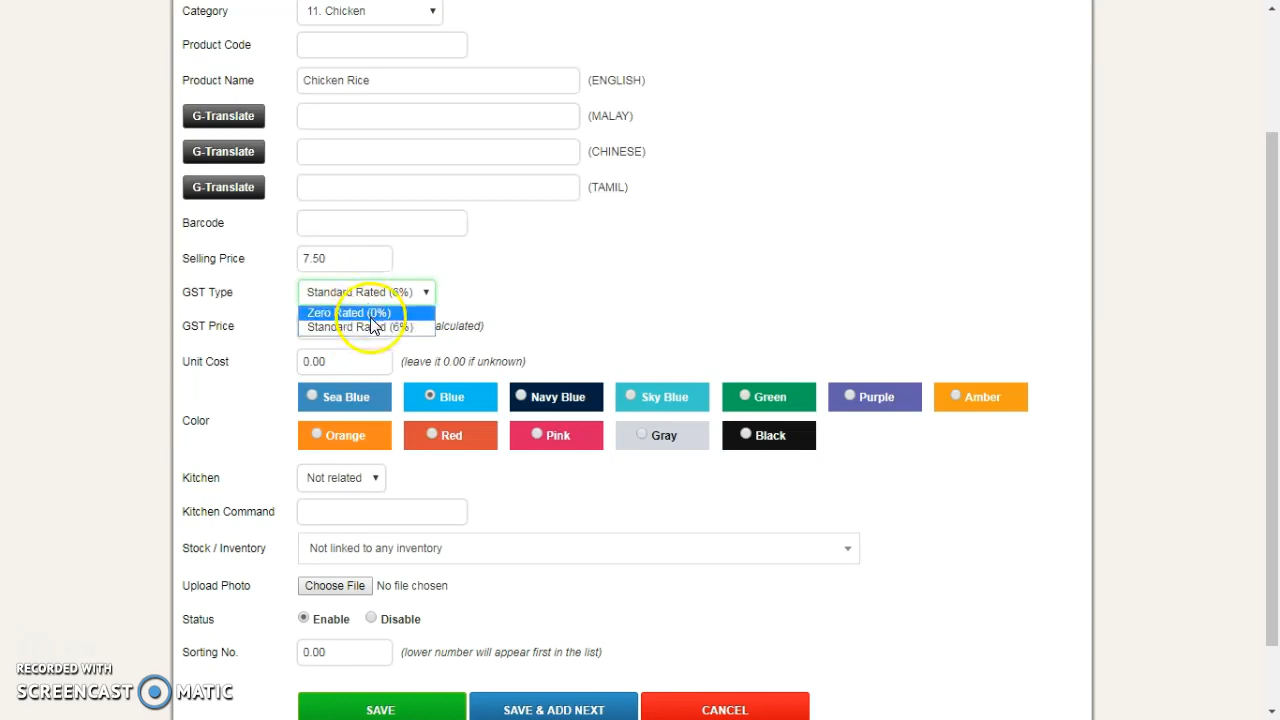 Category 11. Chicken
Product Code
Product Name Chicken Rice (ENGLISH)
G-Translate (MALAY)
G-Translate (CHINESE)
G-Translate (TAMIL)
Barcode
Selling Price 7.50
GST Type Standard Rated (6%)
Zero Rated (0%)
GST Price Standard Rated (6%) alculated)
Unit Cost 0.00 (leave it 0.00 if unknown)
Sea Blue Blue Navy Blue Sky Blue Green Purple Amber
Color
Orange Red Pink Gray Black
Kitchen Not related
Kitchen Command
Stock / Inventory Not linked to any inventory
Upload Photo Choose File No file chosen
Status Enable Disable
Sorting No. 0.00 (lower number will appear first in the list)
RECORDED WITH
SCREENCAST MATIC
SAVE SAVE & ADD NEXT CANCEL